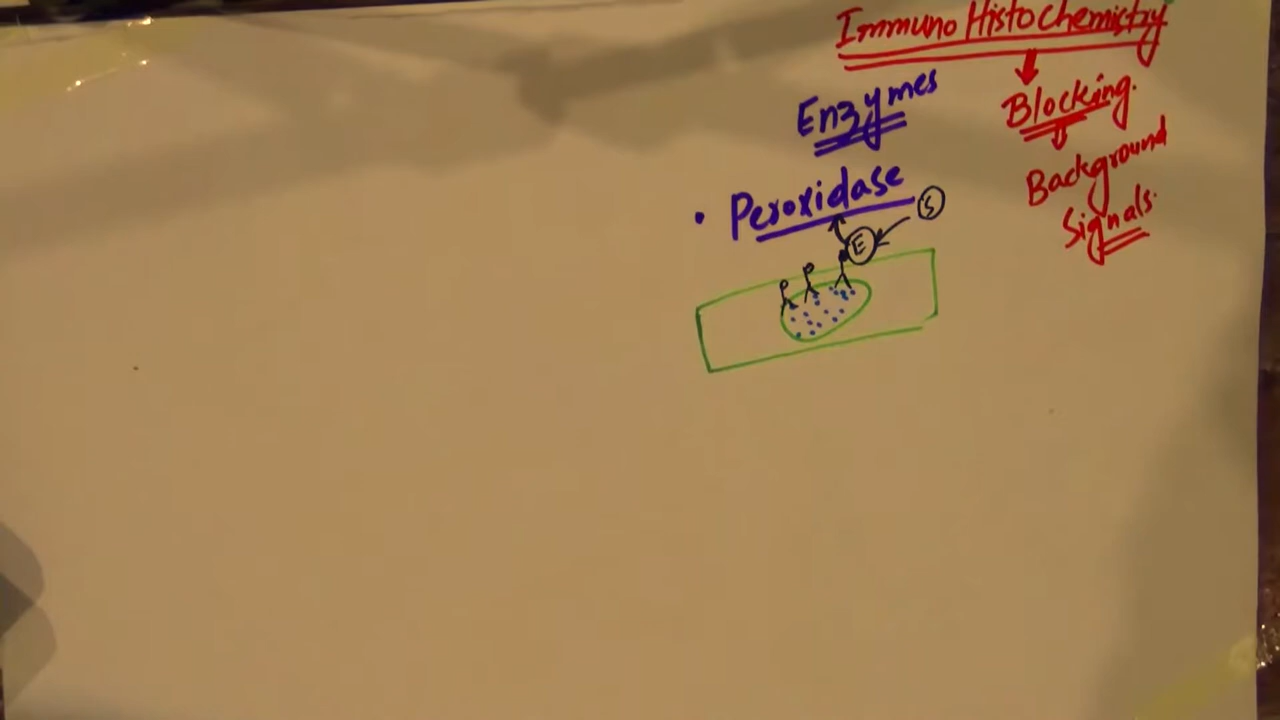 Immuno Histochemistry
Enzymes
Blocking.
Background
Signals.
• Peroxidase
S
E